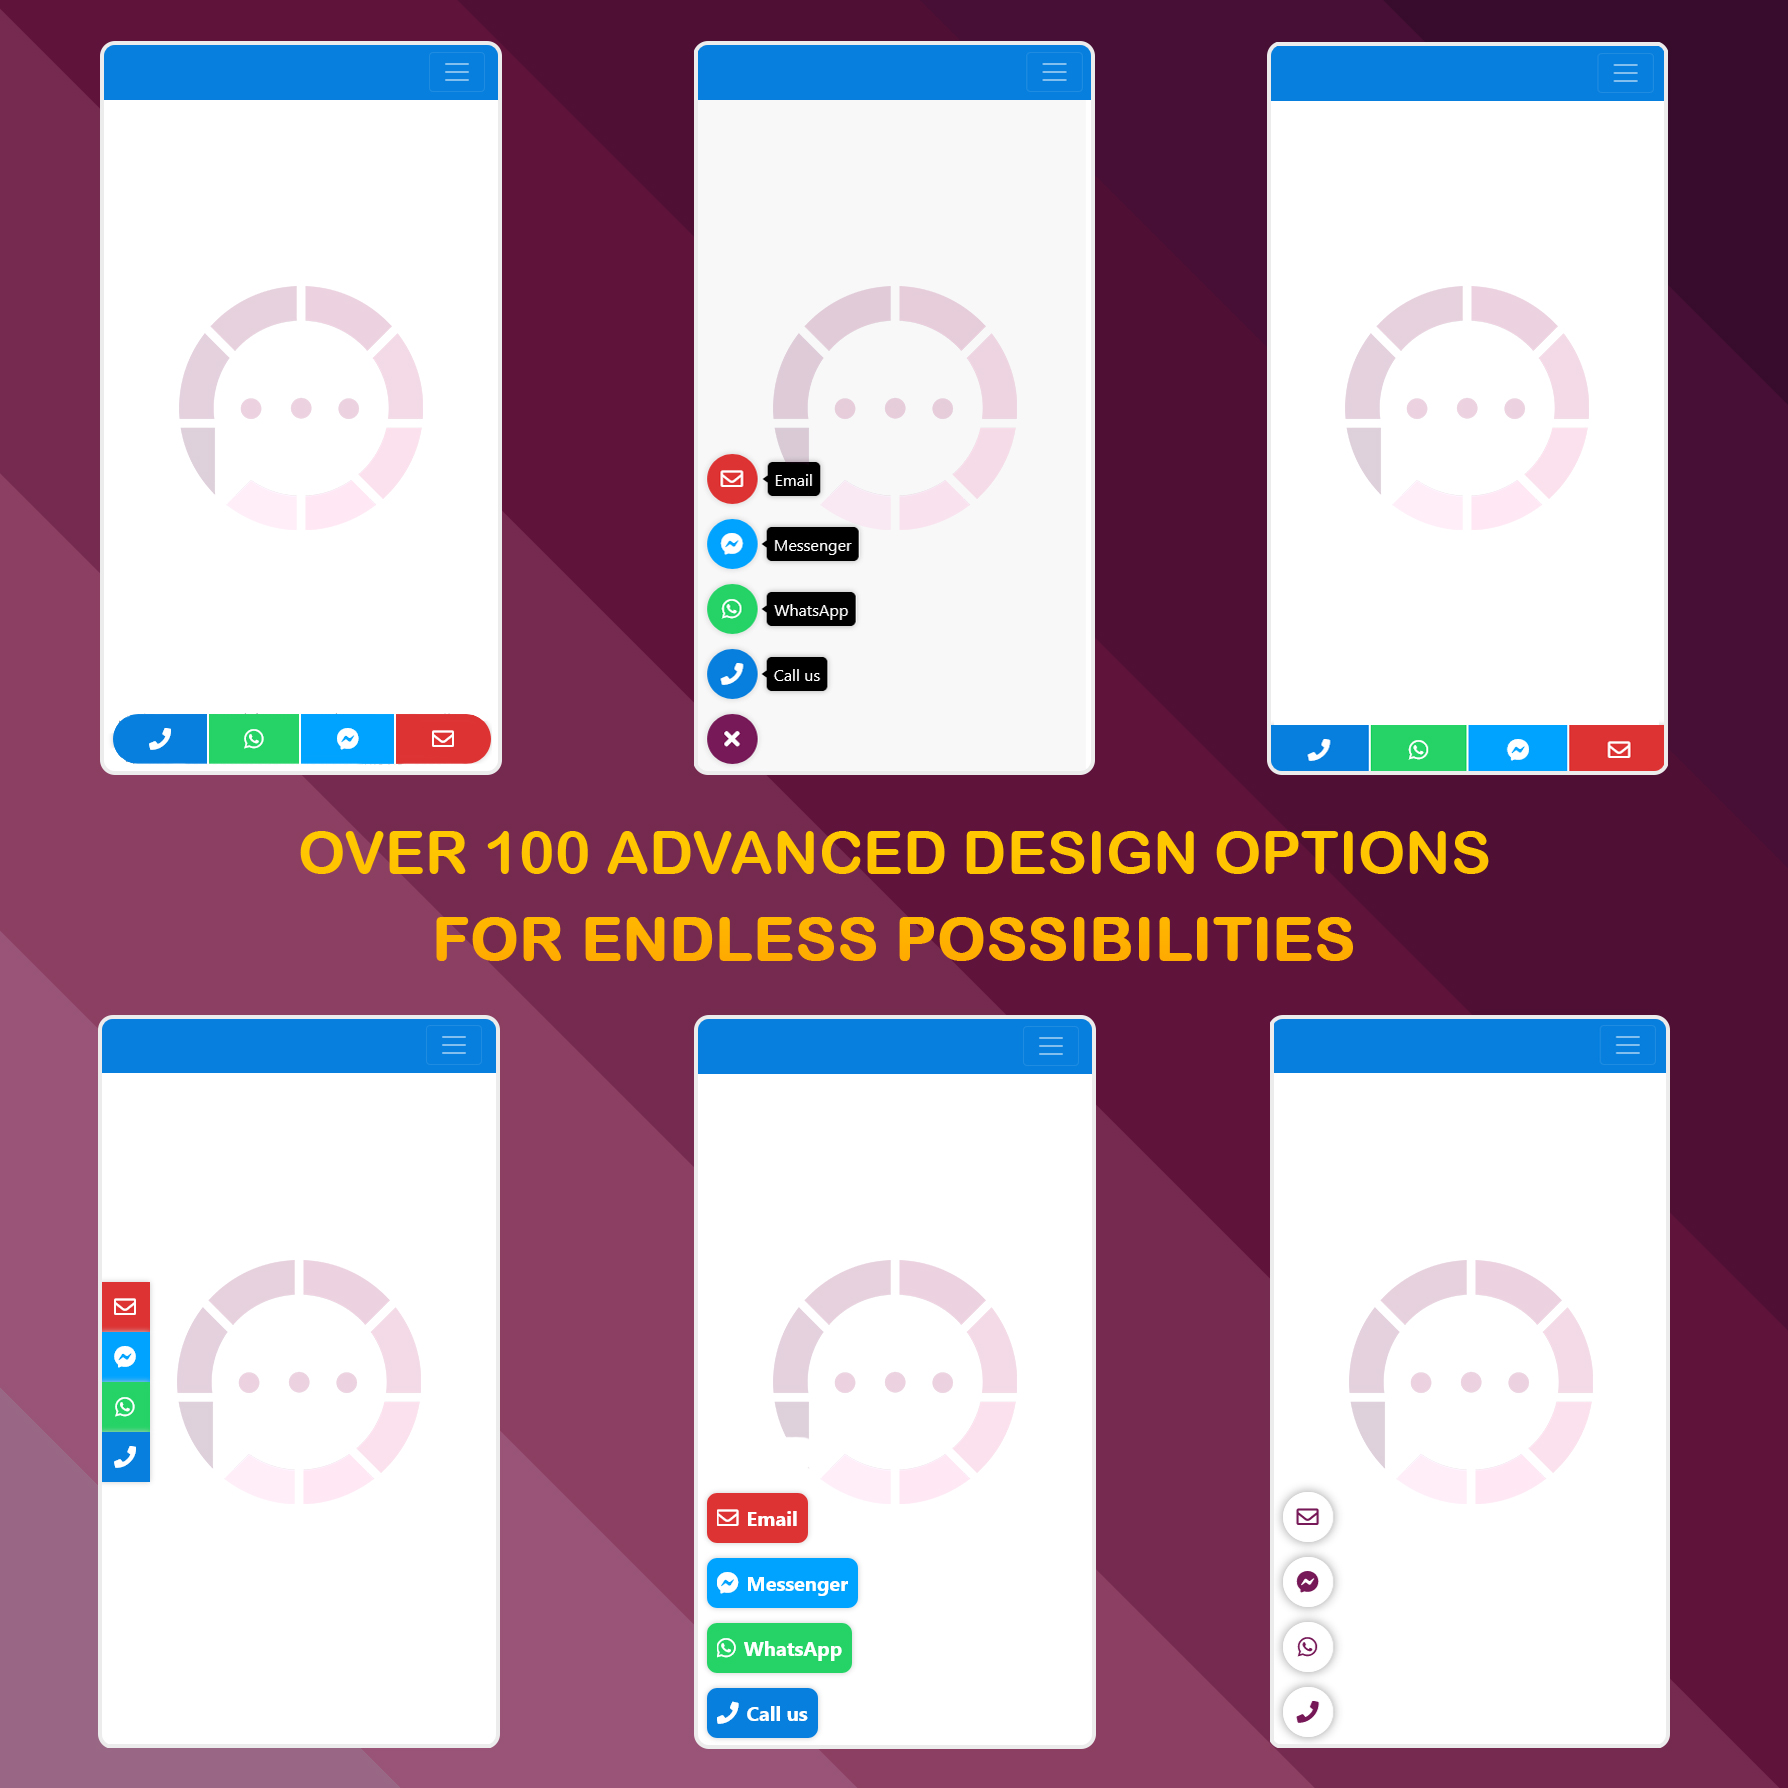 Email
Messenger
WhatsApp
Call us
OVER 100 ADVANCED DESIGN OPTIONS
FOR ENDLESS POSSIBILITIES
Email
Messenger
WhatsApp
Call us